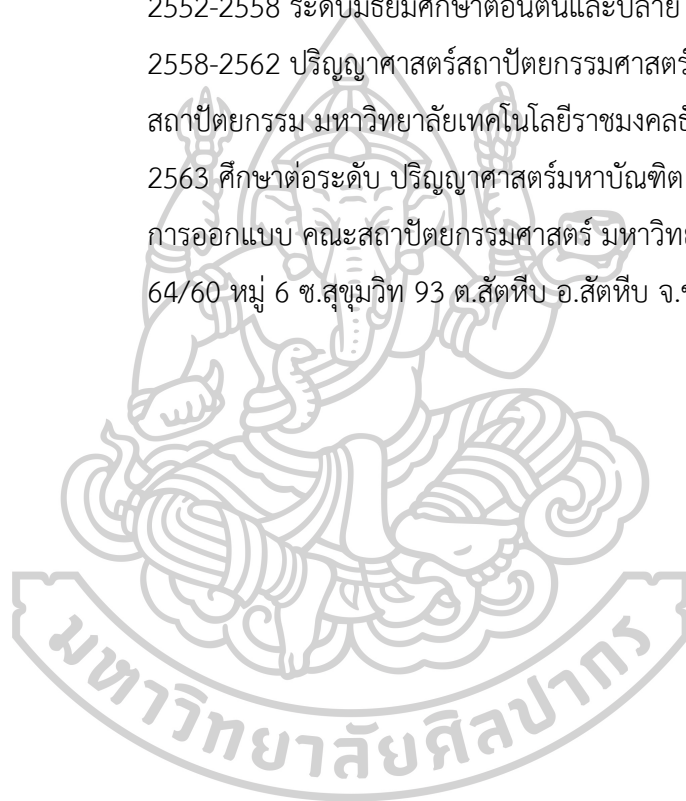 2552-2558 ระดับมัธยมศึกษาตอนต้นและปลาย
2558-2562 ปริญญาศาสตร์สถาปัตยกรรมศาสตร์
สถาปัตยกรรม มหาวิทยาลัยเทคโนโลยีราชมงคลธั
2563 ศึกษาต่อระดับ ปริญญาศาสตร์มหาบัณฑิต
การออกแบบ คณะสถาปัตยกรรมศาสตร์ มหาวิทย
64/60 หมู่ 6 ซ.สุขุมวิท 93 ต.สัตหีบ อ.สัตหีบ จ.
มหาวิทยาลัยศิลปากร